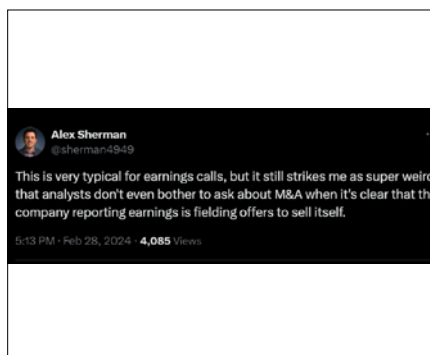 Alex Sherman
@sherman4949
This is very typical for earnings calls, but it still strikes me as super weird
that analysts don't even bother to ask about M&A when it's clear that th
company reporting earnings is fielding offers to sell itself.
5:13 PM · Feb 28, 2024 · 4,085 Views